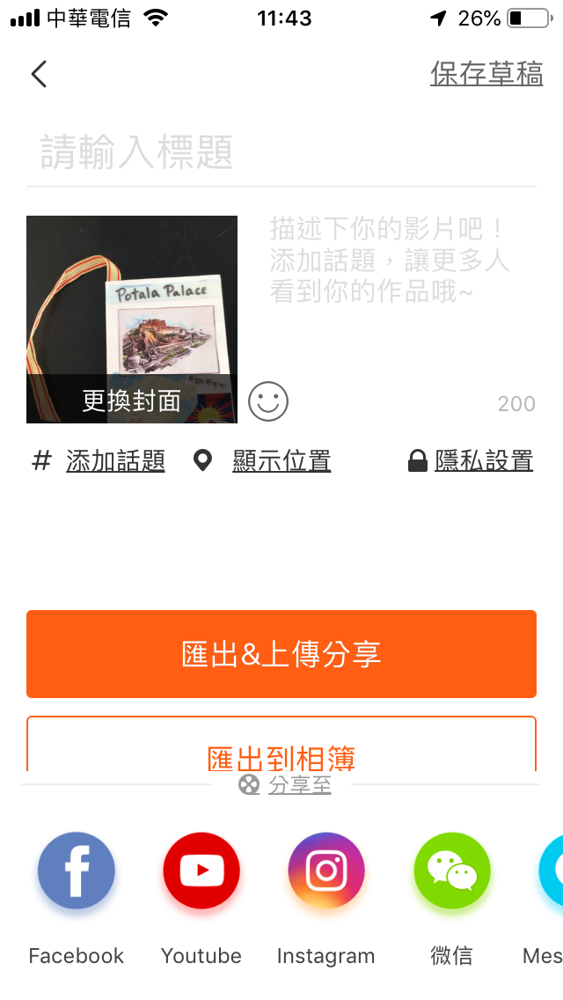 中華電信
11:43
26%
保存草稿
請輸入標題
描述下你的影片吧！
添加話題，讓更多人
看到你的作品哦~
Potala Palace
更換封面
200
# 添加話題
顯示位置
隱私設置
匯出&上傳分享
匯出到相簿
分享至
Facebook
Youtube
Instagram
微信
Mes